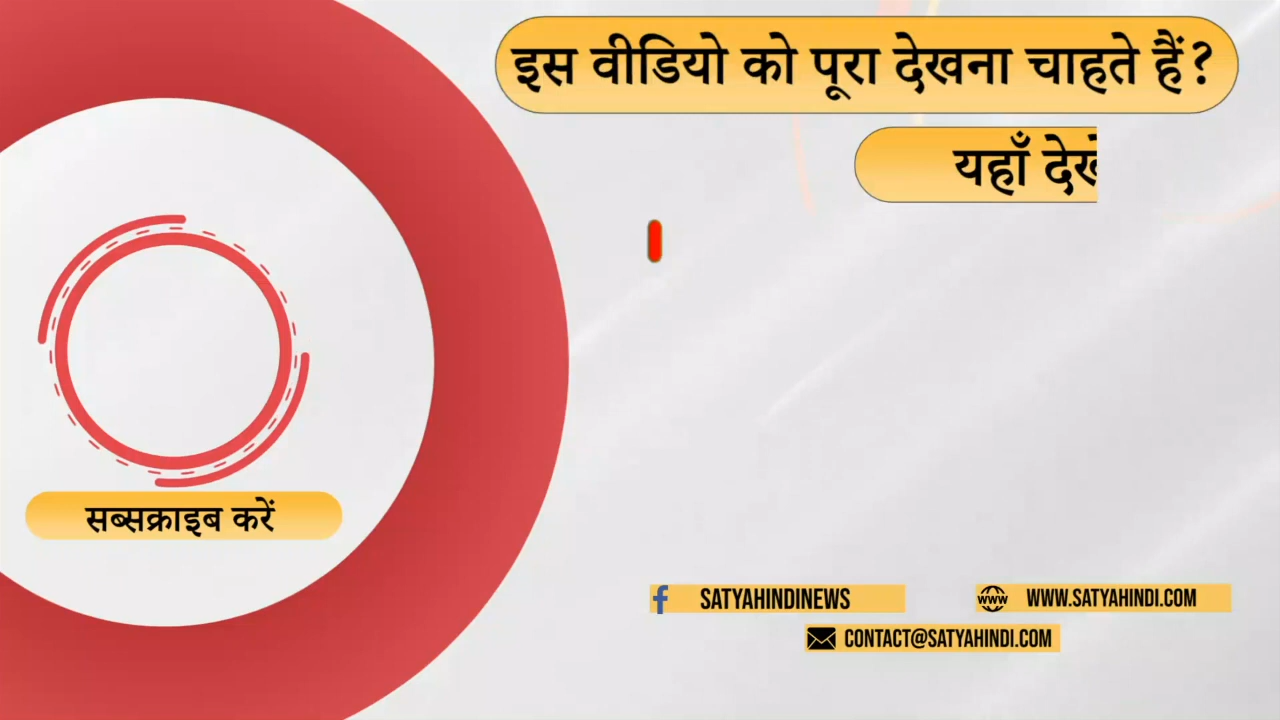 इस वीडियो को पूरा देखना चाहते हैं?
यहाँ
सब्सक्राइब करें
SATYAHINDINEWS
WWW.SATYAHINDI.COM
CONTACT@SATYAHINDI.COM